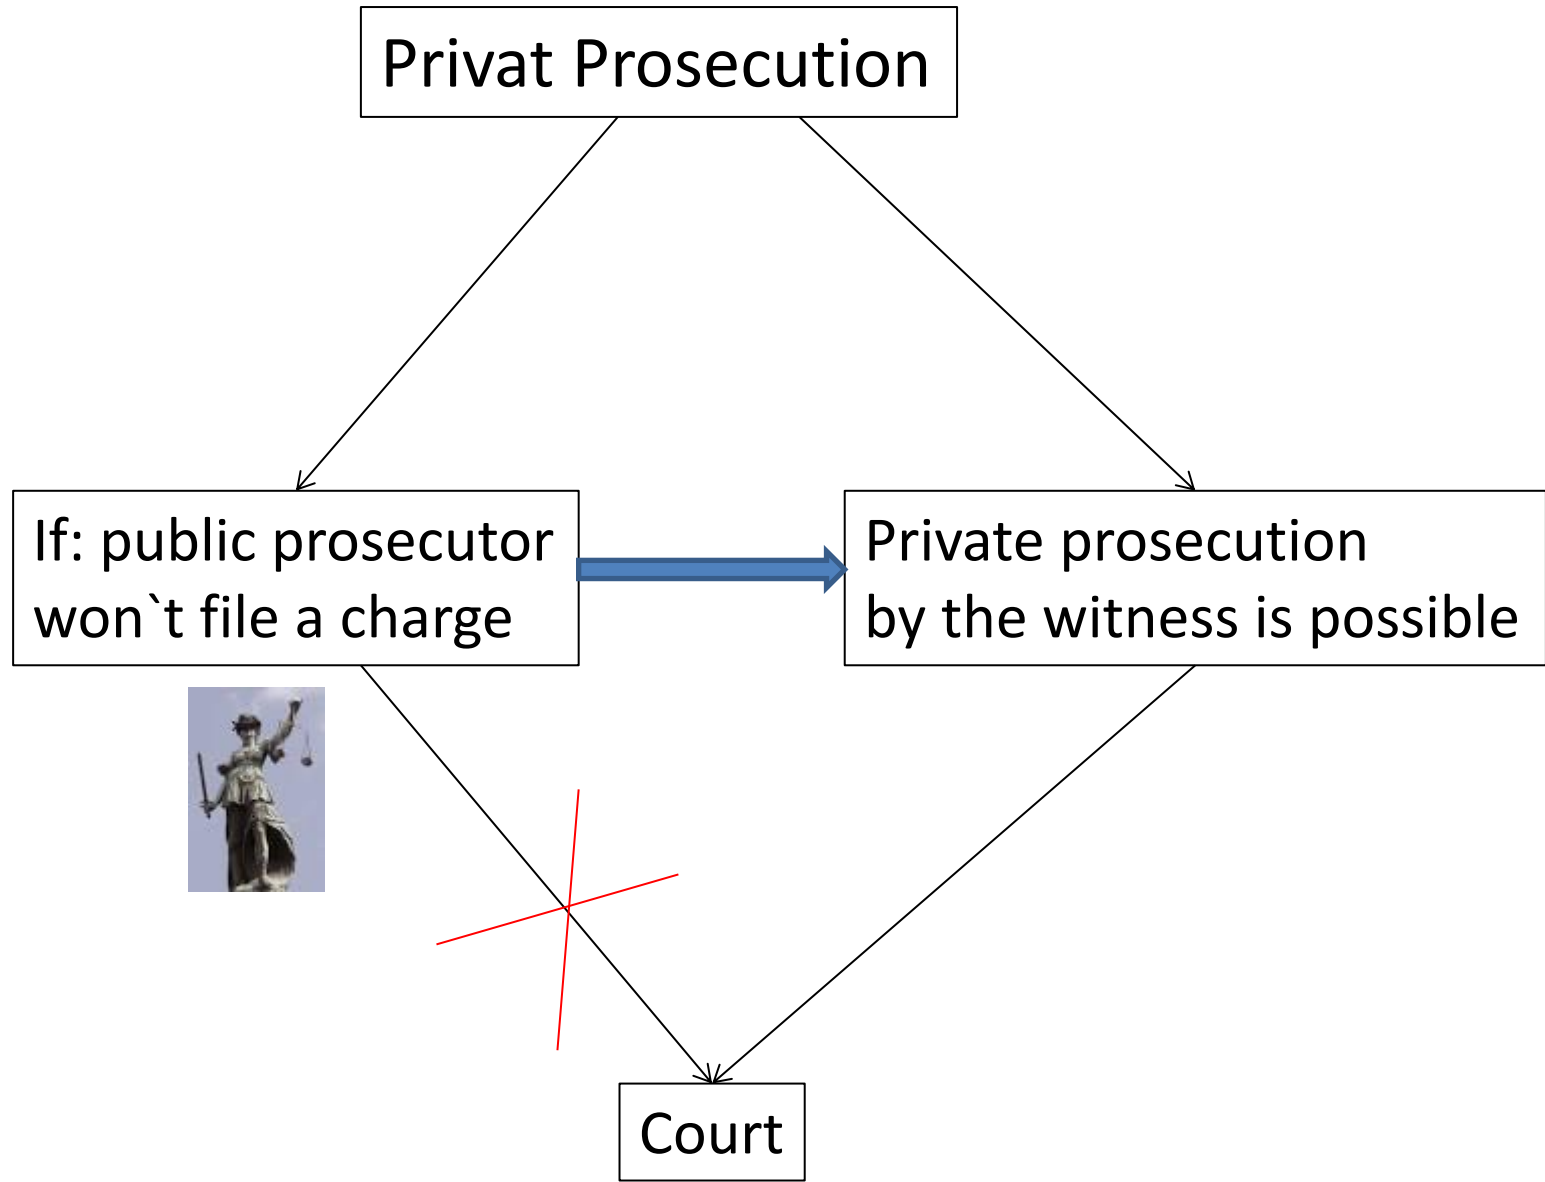 Privat Prosecution
If: public prosecutor
won`t file a charge
Private prosecution
by the witness is possible
Court